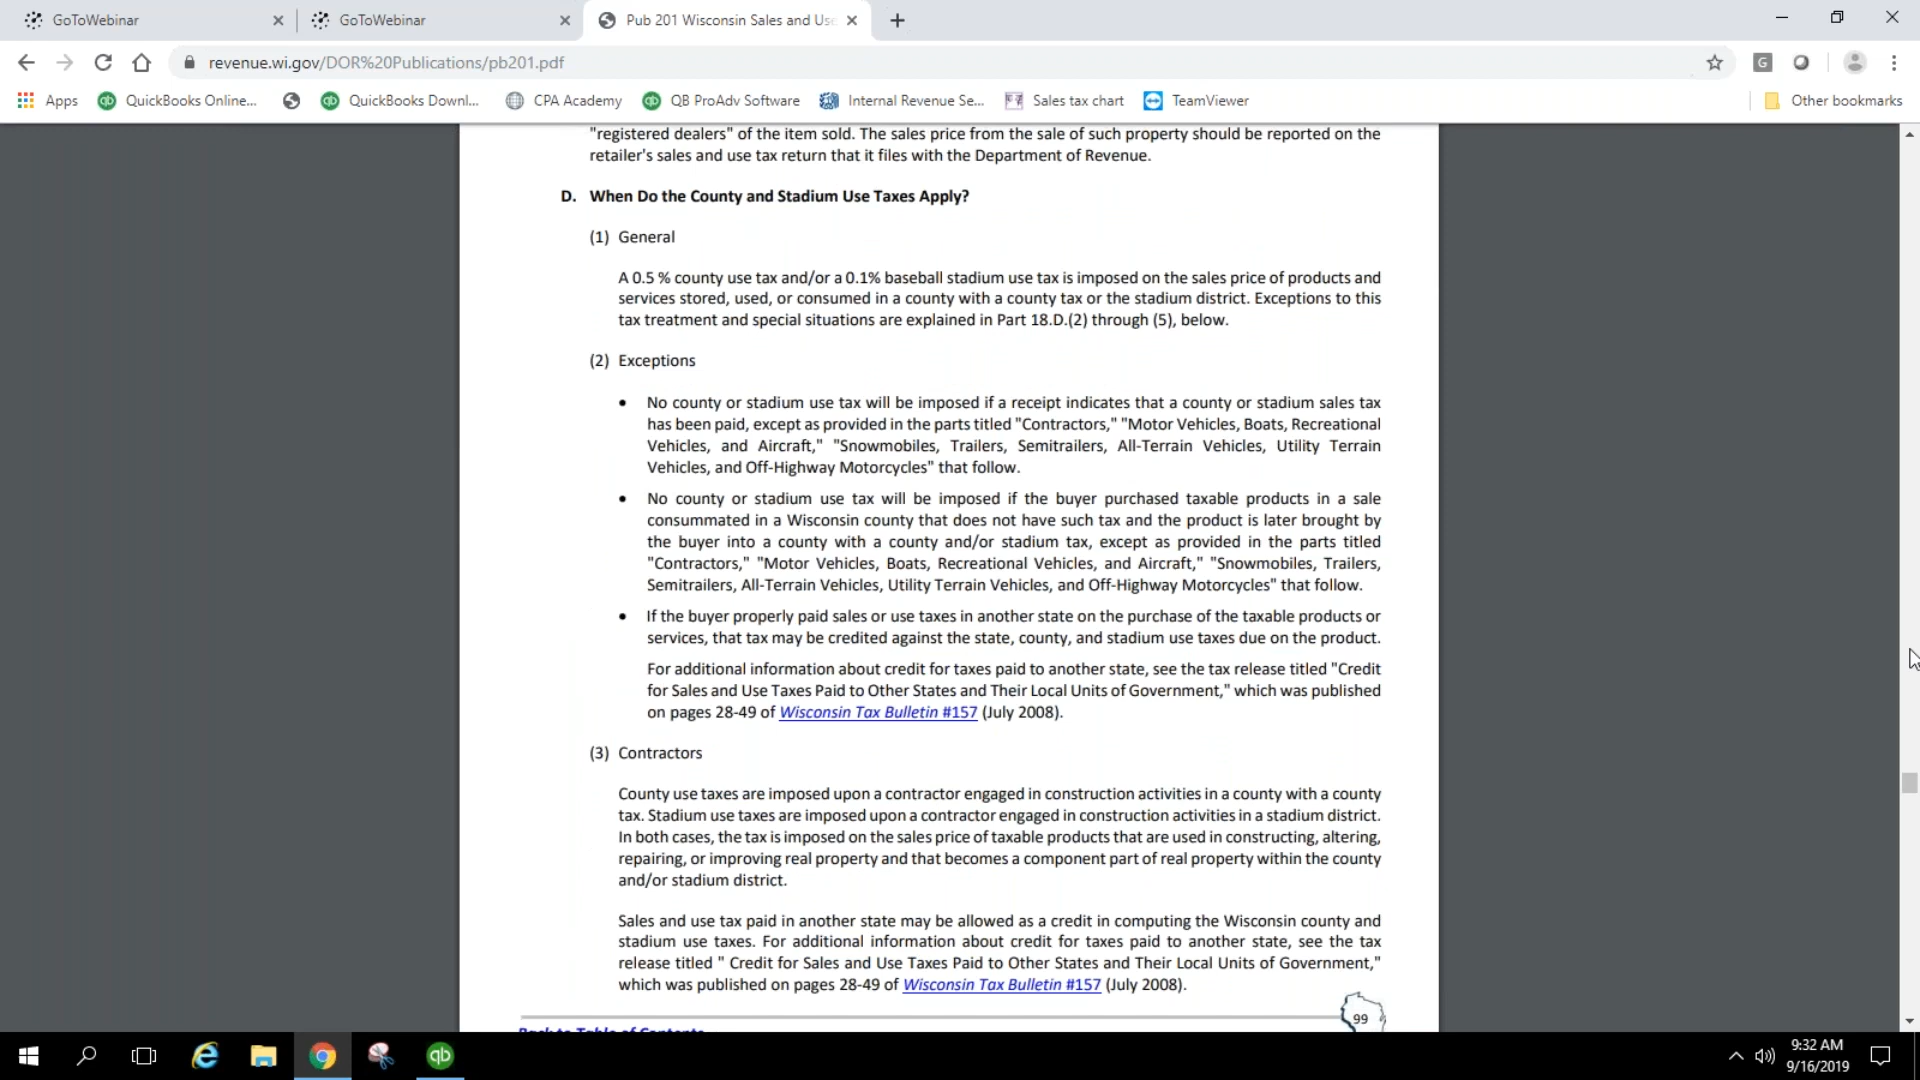 GoToWebinar
GoToWebinar
Pub 201 Wisconsin Sales and Use
revenue.wi.gov/DOR%20Publications/pb201.pdf
G
Apps
qb QuickBooks Online...
qb QuickBooks Downl...
CPA Academy
qb QB ProAdv Software
Internal Revenue Se...
Sales tax chart
TeamViewer
Other bookmarks
"registered dealers" of the item sold. The sales price from the sale of such property should be reported on the
retailer's sales and use tax return that it files with the Department of Revenue.
D. When Do the County and Stadium Use Taxes Apply?
(1) General
A 0.5 % county use tax and/or a 0.1% baseball stadium use tax is imposed on the sales price of products and
services stored, used, or consumed in a county with a county tax or the stadium district. Exceptions to this
tax treatment and special situations are explained in Part 18.D.(2) through (5), below.
(2) Exceptions
• No county or stadium use tax will be imposed if a receipt indicates that a county or stadium sales tax
has been paid, except as provided in the parts titled "Contractors," "Motor Vehicles, Boats, Recreational
Vehicles, and Aircraft," "Snowmobiles, Trailers, Semitrailers, All-Terrain Vehicles, Utility Terrain
Vehicles, and Off-Highway Motorcycles" that follow.
• No county or stadium use tax will be imposed if the buyer purchased taxable products in a sale
consummated in a Wisconsin county that does not have such tax and the product is later brought by
the buyer into a county with a county and/or stadium tax, except as provided in the parts titled
"Contractors," "Motor Vehicles, Boats, Recreational Vehicles, and Aircraft," "Snowmobiles, Trailers,
Semitrailers, All-Terrain Vehicles, Utility Terrain Vehicles, and Off-Highway Motorcycles" that follow.
• If the buyer properly paid sales or use taxes in another state on the purchase of the taxable products or
services, that tax may be credited against the state, county, and stadium use taxes due on the product.
For additional information about credit for taxes paid to another state, see the tax release titled "Credit
for Sales and Use Taxes Paid to Other States and Their Local Units of Government," which was published
on pages 28-49 of Wisconsin Tax Bulletin #157 (July 2008).
(3) Contractors
County use taxes are imposed upon a contractor engaged in construction activities in a county with a county
tax. Stadium use taxes are imposed upon a contractor engaged in construction activities in a stadium district.
In both cases, the tax is imposed on the sales price of taxable products that are used in constructing, altering,
repairing, or improving real property and that becomes a component part of real property within the county
and/or stadium district.
Sales and use tax paid in another state may be allowed as a credit in computing the Wisconsin county and
stadium use taxes. For additional information about credit for taxes paid to another state, see the tax
release titled " Credit for Sales and Use Taxes Paid to Other States and Their Local Units of Government,"
which was published on pages 28-49 of Wisconsin Tax Bulletin #157 (July 2008).
99
Back to Table of Contents
qb
9:32 AM
9/16/2019